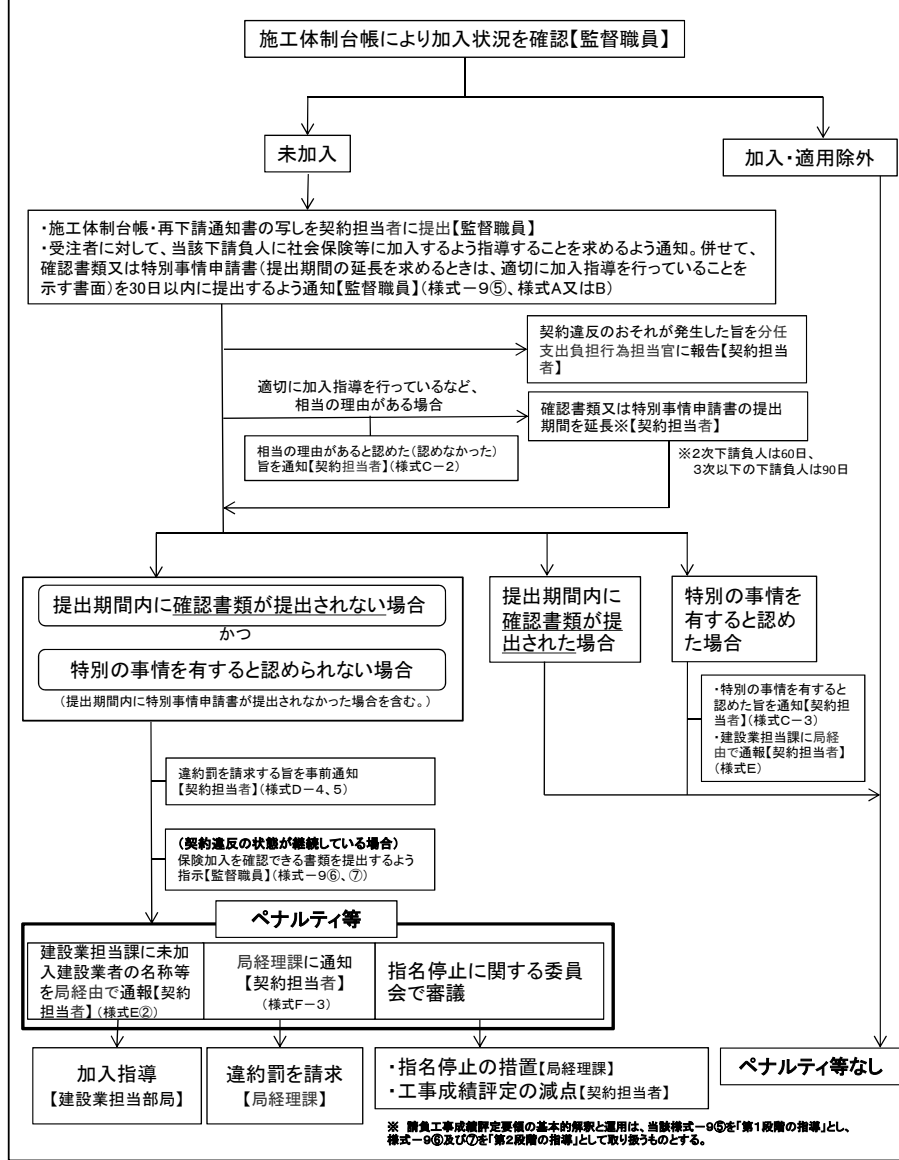 施工体制台帳により加入状況を確認【監督職員】
未加入
加入・適用除外
・施工体制台帳・再下請通知書の写しを契約担当者に提出【監督職員】
・受注者に対して、当該下請負人に社会保険等に加入するよう指導することを求めるよう通知。併せて、
確認書類又は特別事情申請書(提出期間の延長を求めるときは、適切に加入指導を行っていることを
示す書面)を30日以内に提出するよう通知【監督職員】(様式-9⑤、様式A又はB)
契約違反のおそれが発生した旨を分任
支出負担行為担当官に報告【契約担当
者】
適切に加入指導を行っているなど、
相当の理由がある場合
確認書類又は特別事情申請書の提出
期間を延長※【契約担当者】
相当の理由があると認めた(認めなかった)
旨を通知【契約担当者】(様式C-2)
※2次下請負人は60日、
3次以下の下請負人は90日
提出期間内に確認書類が提出されない場合
かつ
特別の事情を有すると認められない場合
(提出期間内に特別事情申請書が提出されなかった場合を含む。)
提出期間内に
確認書類が提
出された場合
特別の事情を
有すると認め
た場合
・特別の事情を有すると
認めた旨を通知【契約担
当者】(様式C-3)
・建設業担当課に局経
由で通報【契約担当者】
(様式E)
違約罰を請求する旨を事前通知
【契約担当者】(様式D-4、5)
(契約違反の状態が継続している場合)
保険加入を確認できる書類を提出するよう
指示【監督職員】(様式-9⑥、⑦)
ペナルティ等
建設業担当課に未加
入建設業者の名称等
を局経由で通報【契約
担当者】(様式E②)
局経理課に通知
【契約担当者】
(様式F-3)
指名停止に関する委員
会で審議
加入指導
【建設業担当部局】
違約罰を請求
【局経理課】
・指名停止の措置【局経理課】
・工事成績評定の減点【契約担当者】
ペナルティ等なし
※ 請負工事成績評定要領の基本的解釈と運用は、当該様式-9⑤を「第1段階の指導」とし、
様式-9⑥及び⑦を「第2段階の指導」として取り扱うものとする。